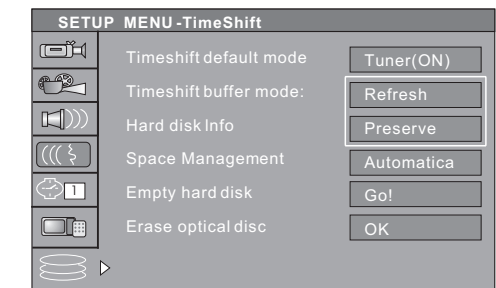 SETUP MENU-TimeShift
Timeshift default mode Tuner(ON)
Timeshift buffer mode: Refresh
Hard disk Info Preserve
Space Management Automatica
Empty hard disk Go!
Erase optical disc OK
1